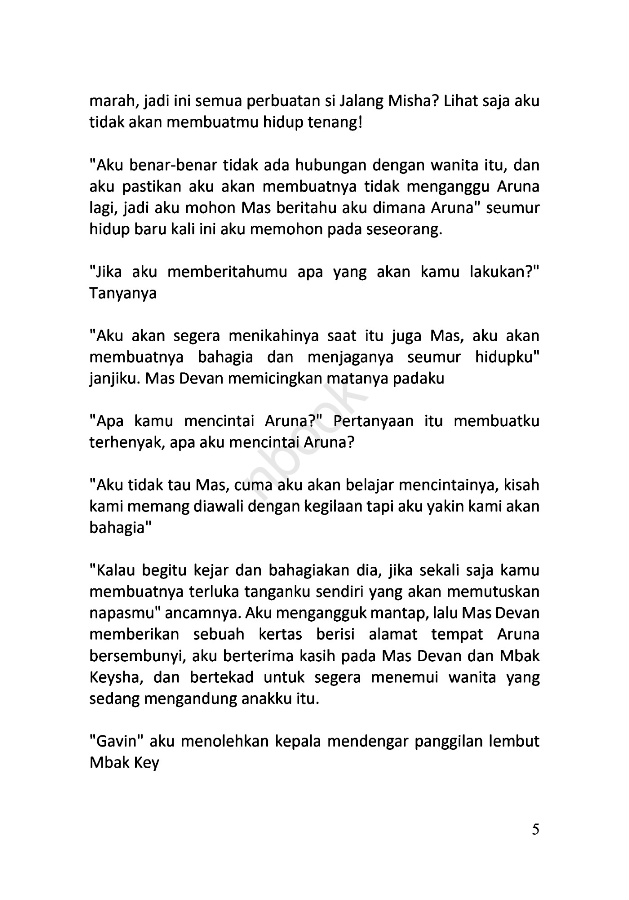 marah, jadi ini semua perbuatan si Jalang Misha? Lihat saja aku
tidak akan membuatmu hidup tenang!
"Aku benar-benar tidak ada hubungan dengan wanita itu, dan
aku pastikan aku akan membuatnya tidak menganggu Aruna
lagi, jadi aku mohon Mas beritahu aku dimana Aruna" seumur
hidup baru kali ini aku memohon pada seseorang.
"Jika aku memberitahumu apa yang akan kamu lakukan?"
Tanyanya
"Aku akan segera menikahinya saat itu juga Mas, aku akan
membuatnya bahagia dan menjaganya seumur hidupku"
janjiku. Mas Devan memicingkan matanya padaku
"Apa kamu mencintai Aruna?" Pertanyaan itu membuatku
terhenyak, apa aku mencintai Aruna?
"Aku tidak tau Mas, cuma aku akan belajar mencintainya, kisah
kami memang diawali dengan kegilaan tapi aku yakin kami akan
bahagia"
"Kalau begitu kejar dan bahagiakan dia, jika sekali saja kamu
membuatnya terluka tanganku sendiri yang akan memutuskan
napasmu" ancamnya. Aku mengangguk mantap, lalu Mas Devan
memberikan sebuah kertas berisi alamat tempat Aruna
bersembunyi, aku berterima kasih pada Mas Devan dan Mbak
Keysha, dan bertekad untuk segera menemui wanita yang
sedang mengandung anakku itu.
"Gavin" aku menolehkan kepala mendengar panggilan lembut
Mbak Key
nbook
5